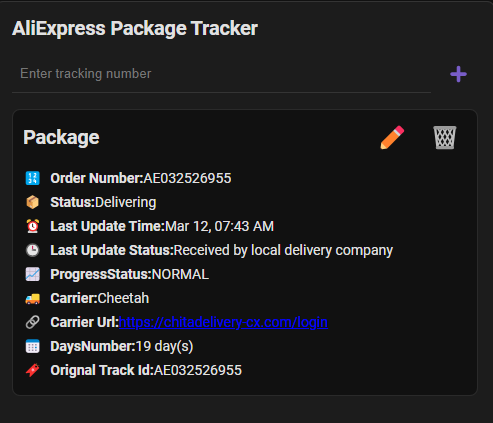 AliExpress Package Tracker
Enter tracking number
Package
Order Number:AE032526955
Status:Delivering
Last Update Time:Mar 12, 07:43 AM
Last Update Status:Received by local delivery company
ProgressStatus:NORMAL
Carrier:Cheetah
Carrier Url:https://chitadelivery-cx.com/login
DaysNumber:19 day(s)
Orignal Track Id:AE032526955